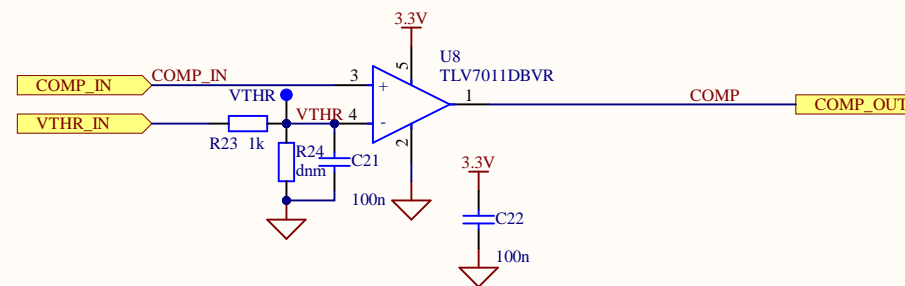 3.3V
U8
TLV7011DBVR
5
COMP_IN
COMP_IN
3
+
1
COMP
COMP_OUT
VTHR
VTHR_IN
VTHR
4
-
R23 1k
2
R24
dnm
C21
100n
3.3V
C22
100n